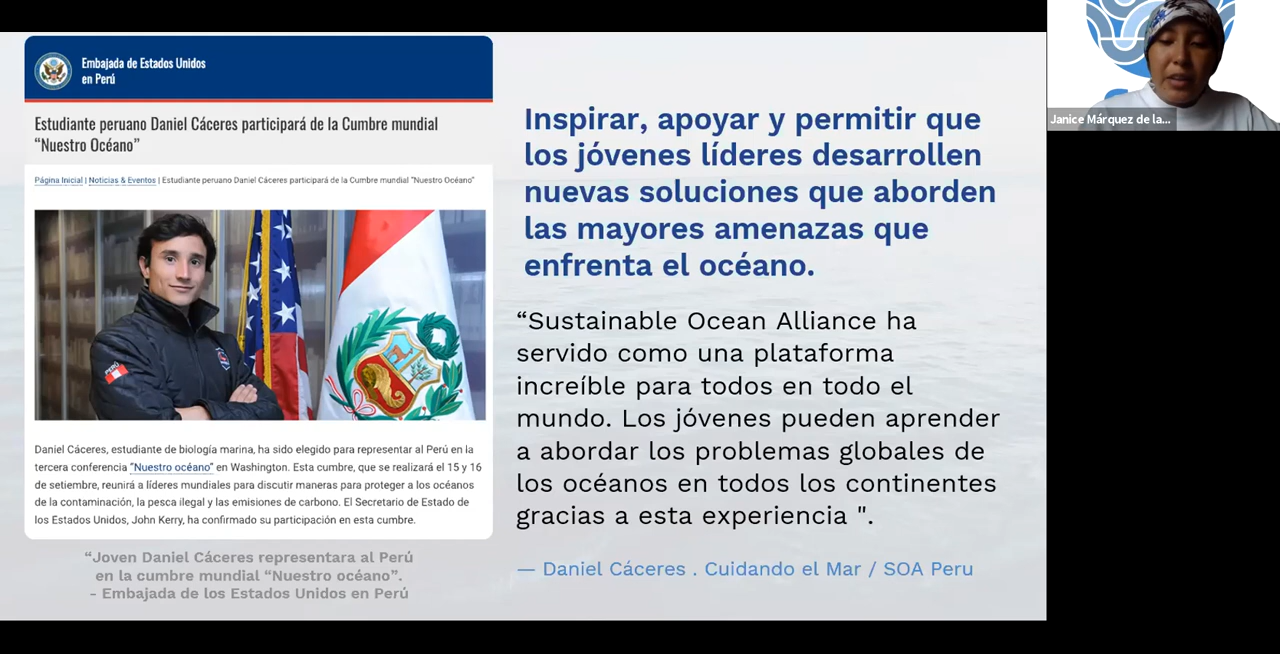 Embajada de Estados Unidos
en Perú
Estudiante peruano Daniel Cáceres participará de la Cumbre mundial
“Nuestro Océano”
Página Inicial | Noticias & Eventos | Estudiante peruano Daniel Cáceres participará de la Cumbre mundial “Nuestro Océano”
PERÚ
Daniel Cáceres, estudiante de biología marina, ha sido elegido para representar al Perú en la
tercera conferencia “Nuestro océano” en Washington. Esta cumbre, que se realizará el 15 y 16
de setiembre, reunirá a líderes mundiales para discutir maneras para proteger a los océanos
de la contaminación, la pesca ilegal y las emisiones de carbono. El Secretario de Estado de
los Estados Unidos, John Kerry, ha confirmado su participación en esta cumbre.
“Joven Daniel Cáceres representara al Perú
en la cumbre mundial “Nuestro océano”.
- Embajada de los Estados Unidos en Perú
Inspirar, apoyar y permitir que
los jóvenes líderes desarrollen
nuevas soluciones que aborden
las mayores amenazas que
enfrenta el océano.
“Sustainable Ocean Alliance ha
servido como una plataforma
increíble para todos en todo el
mundo. Los jóvenes pueden aprender
a abordar los problemas globales de
los océanos en todos los continentes
gracias a esta experiencia ".
— Daniel Cáceres . Cuidando el Mar / SOA Peru
Janice Márquez de la...